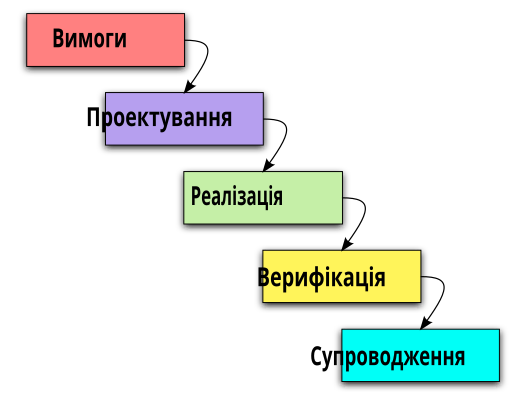 Вимоги
Проектування
Реалізація
Верифікація
Супроводження